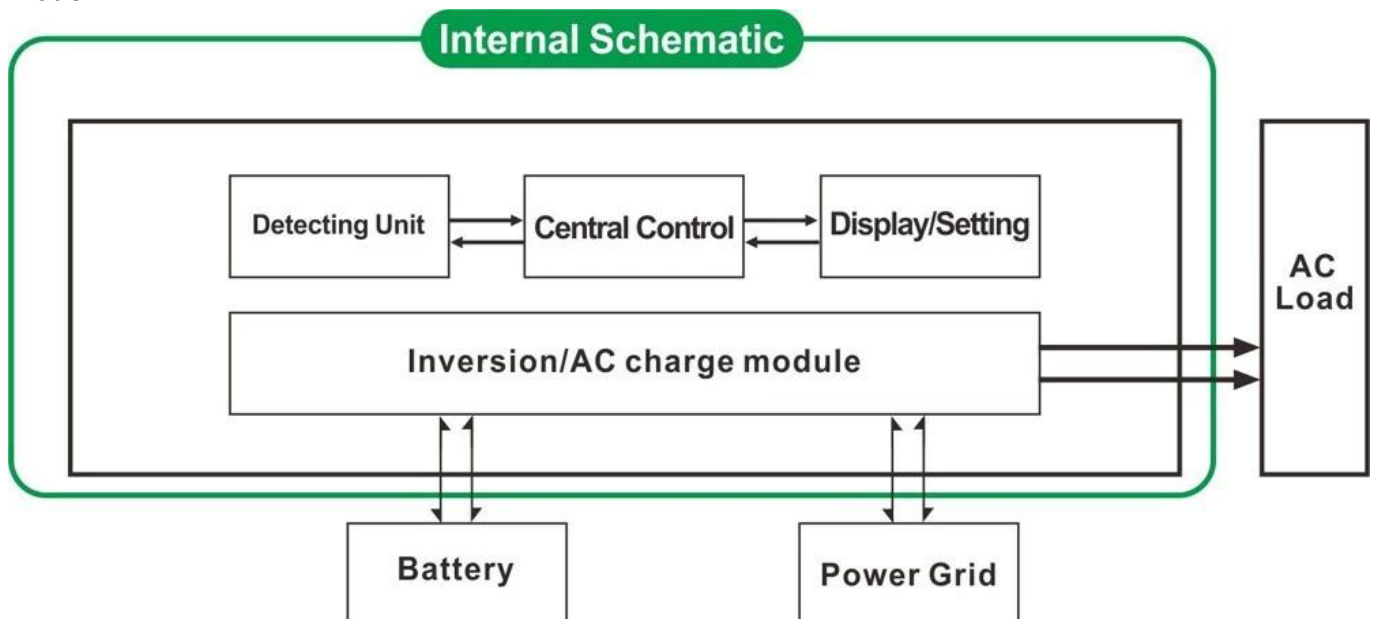 Internal Schematic
Detecting Unit
Central Control
Display/Setting
AC
Load
Inversion/AC charge module
Battery
Power Grid